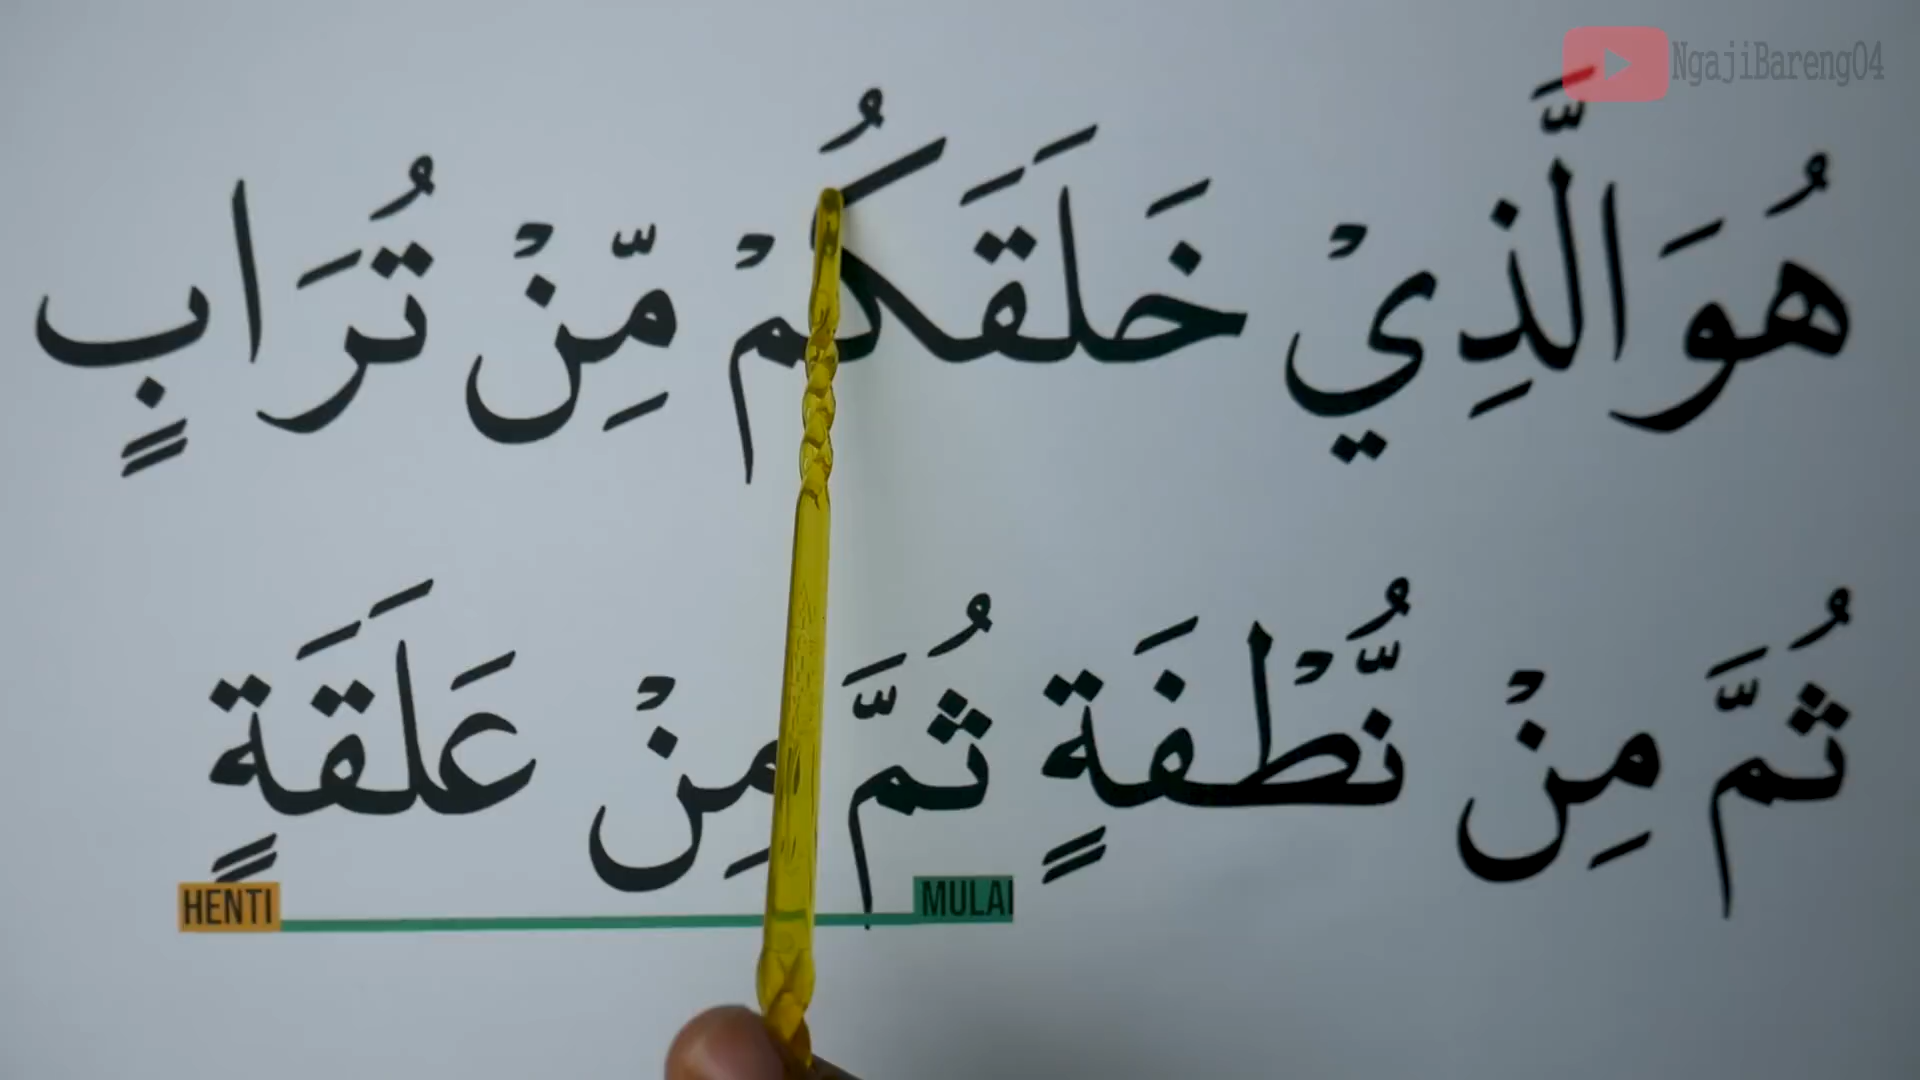 NgajiBareng04
هُوَ الَّذِيْ خَلَقَكُمْ مِّنْ تُرَابٍ
ثُمَّ مِنْ نُّطْفَةٍ ثُمَّ مِنْ عَلَقَةٍ
HENTI MULAI